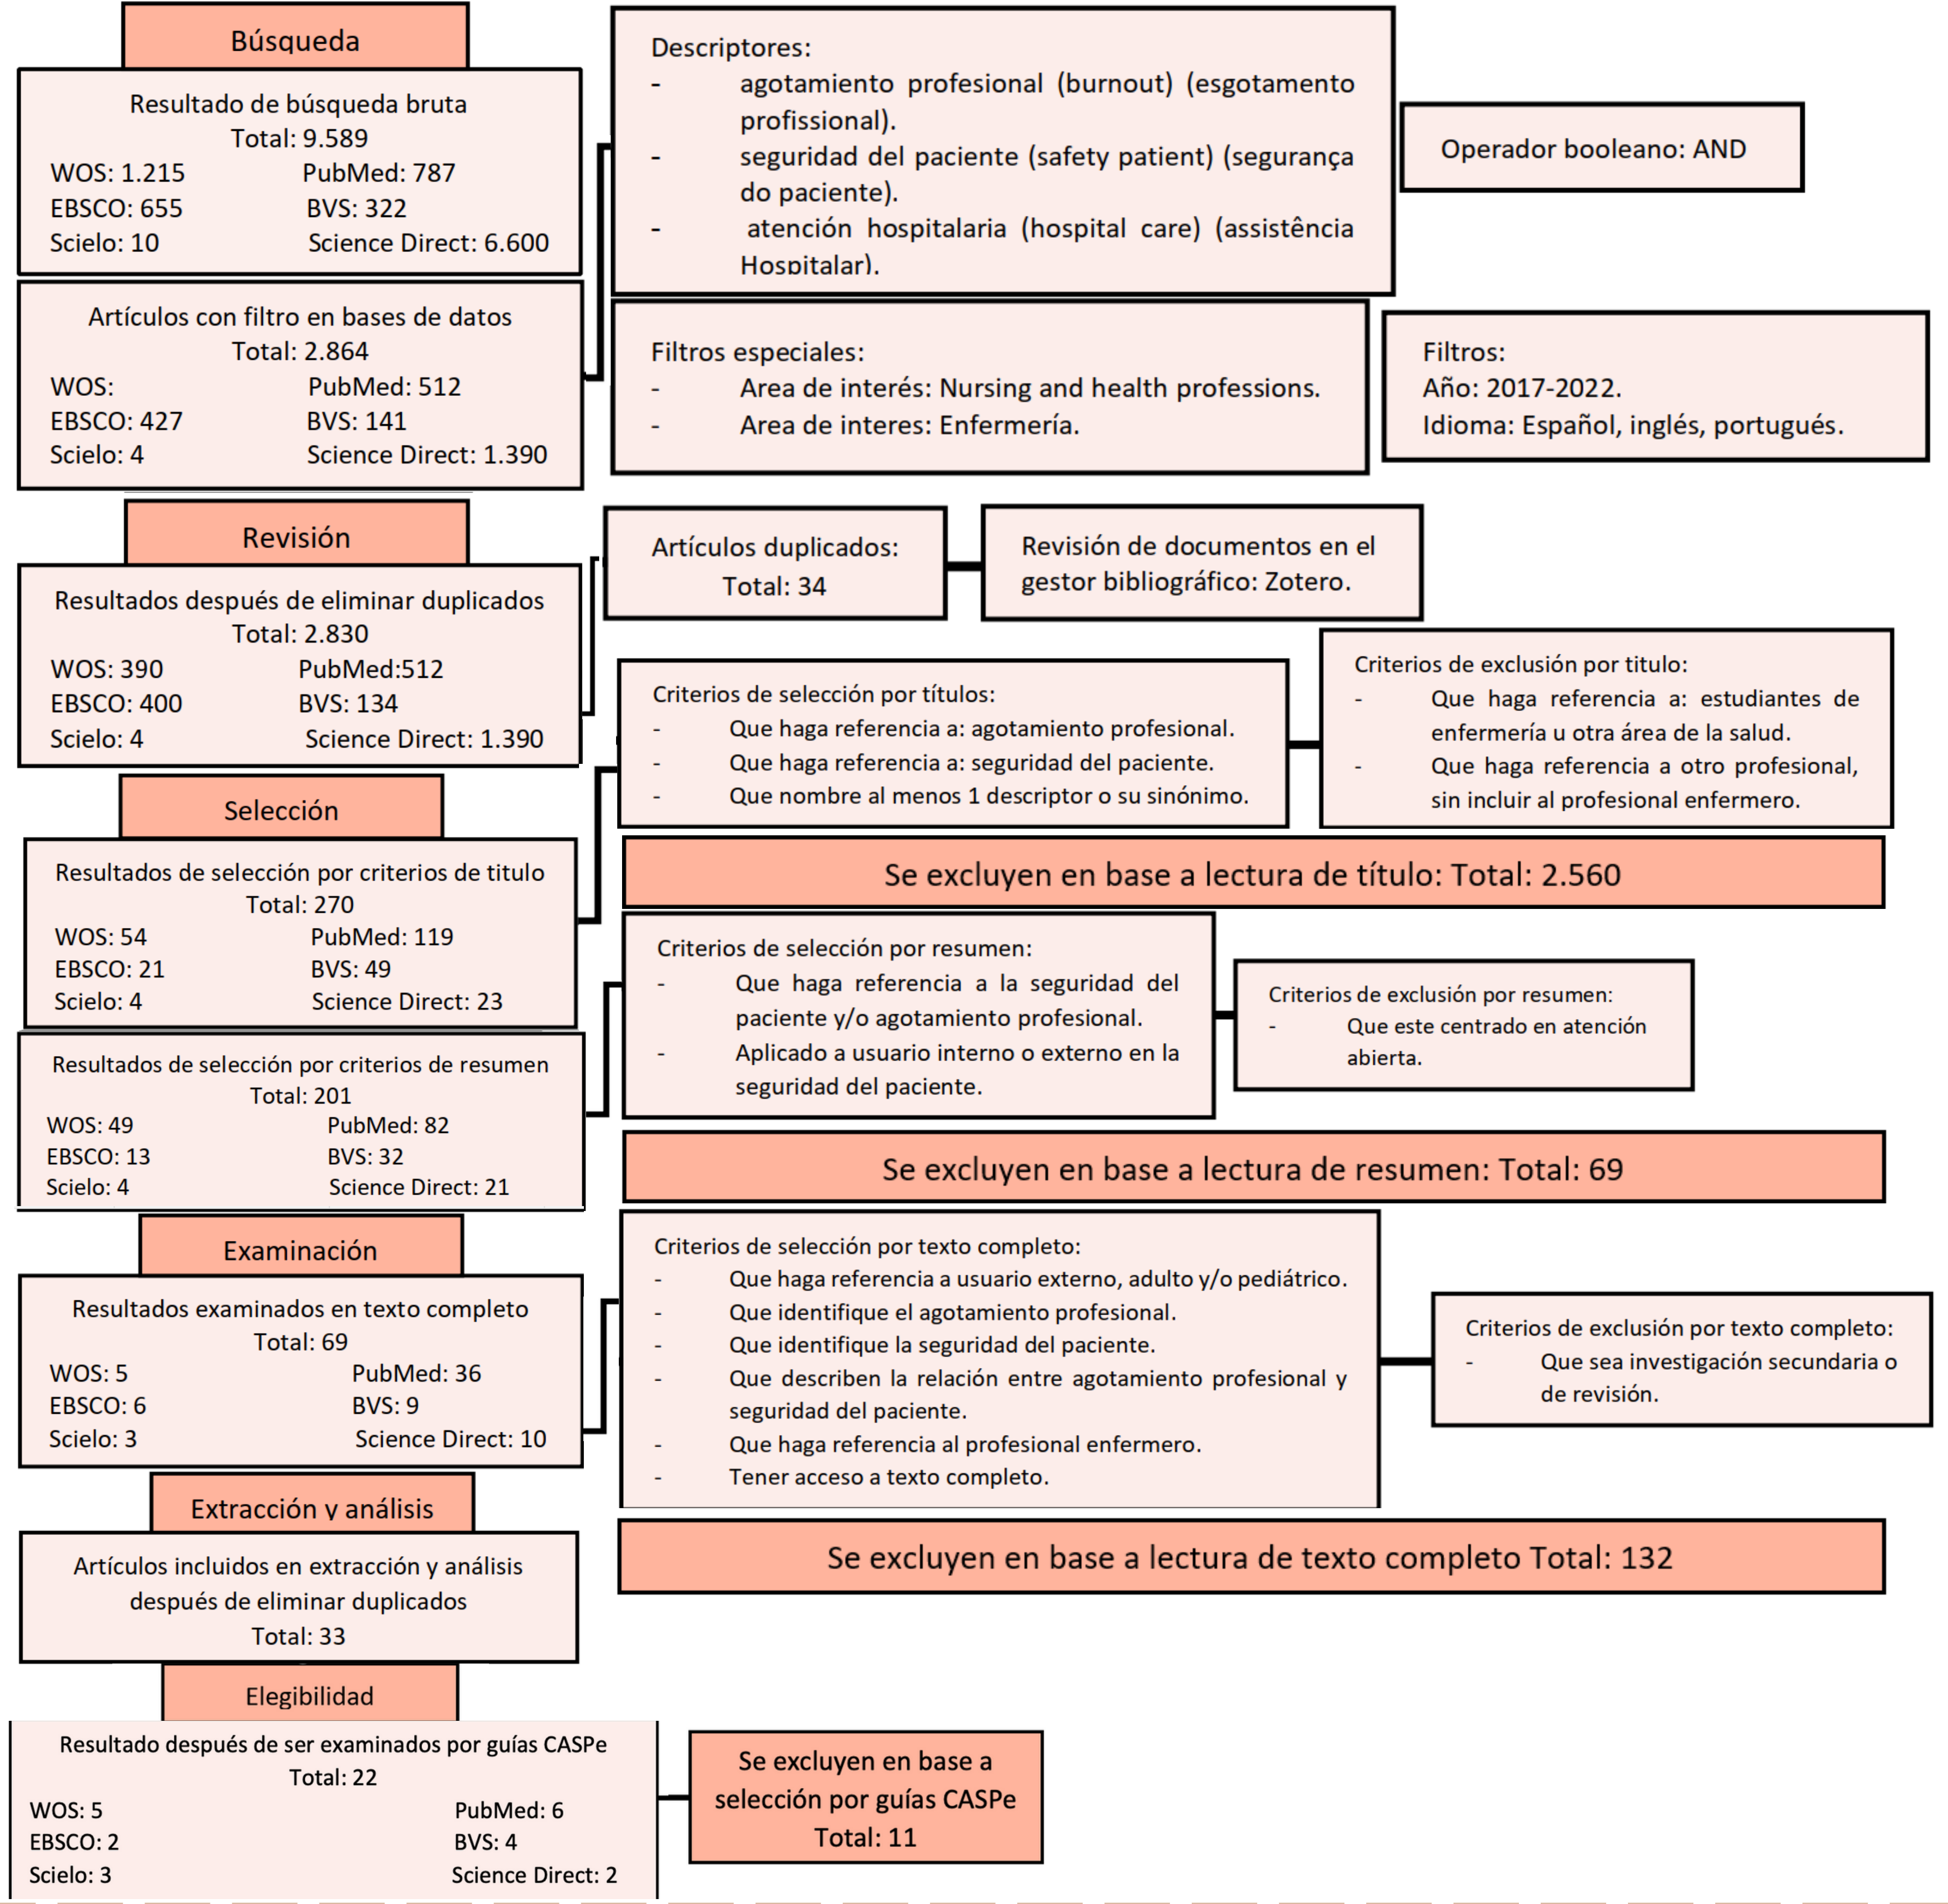 Búsqueda
Resultado de búsqueda bruta
Total: 9.589
WOS: 1.215 PubMed: 787
EBSCO: 655 BVS: 322
Scielo: 10 Science Direct: 6.600
Descriptores:
- agotamiento profesional (burnout) (esgotamento
profissional).
- seguridad del paciente (safety patient) (segurança
do paciente).
- atención hospitalaria (hospital care) (assistência
Hospitalar).
Operador booleano: AND
Artículos con filtro en bases de datos
Total: 2.864
WOS: PubMed: 512
EBSCO: 427 BVS: 141
Scielo: 4 Science Direct: 1.390
Filtros especiales:
- Area de interés: Nursing and health professions.
- Area de interes: Enfermería.
Filtros:
Año: 2017-2022.
Idioma: Español, inglés, portugués.
Revisión
Resultados después de eliminar duplicados
Total: 2.830
WOS: 390 PubMed:512
EBSCO: 400 BVS: 134
Scielo: 4 Science Direct: 1.390
Artículos duplicados:
Total: 34
Revisión de documentos en el
gestor bibliográfico: Zotero.
Criterios de selección por títulos:
- Que haga referencia a: agotamiento profesional.
- Que haga referencia a: seguridad del paciente.
- Que nombre al menos 1 descriptor o su sinónimo.
Criterios de exclusión por titulo:
- Que haga referencia a: estudiantes de
enfermería u otra área de la salud.
- Que haga referencia a otro profesional,
sin incluir al profesional enfermero.
Selección
Resultados de selección por criterios de titulo
Total: 270
WOS: 54 PubMed: 119
EBSCO: 21 BVS: 49
Scielo: 4 Science Direct: 23
Se excluyen en base a lectura de título: Total: 2.560
Criterios de selección por resumen:
- Que haga referencia a la seguridad del
paciente y/o agotamiento profesional.
- Aplicado a usuario interno o externo en la
seguridad del paciente.
Criterios de exclusión por resumen:
- Que este centrado en atención
abierta.
Resultados de selección por criterios de resumen
Total: 201
WOS: 49 PubMed: 82
EBSCO: 13 BVS: 32
Scielo: 4 Science Direct: 21
Se excluyen en base a lectura de resumen: Total: 69
Examinación
Resultados examinados en texto completo
Total: 69
WOS: 5 PubMed: 36
EBSCO: 6 BVS: 9
Scielo: 3 Science Direct: 10
Criterios de selección por texto completo:
- Que haga referencia a usuario externo, adulto y/o pediátrico.
- Que identifique el agotamiento profesional.
- Que identifique la seguridad del paciente.
- Que describen la relación entre agotamiento profesional y
seguridad del paciente.
- Que haga referencia al profesional enfermero.
- Tener acceso a texto completo.
Criterios de exclusión por texto completo:
- Que sea investigación secundaria o
de revisión.
Extracción y análisis
Artículos incluidos en extracción y análisis
después de eliminar duplicados
Total: 33
Se excluyen en base a lectura de texto completo Total: 132
Elegibilidad
Resultado después de ser examinados por guías CASPe
Total: 22
WOS: 5 PubMed: 6
EBSCO: 2 BVS: 4
Scielo: 3 Science Direct: 2
Se excluyen en base a
selección por guías CASPe
Total: 11